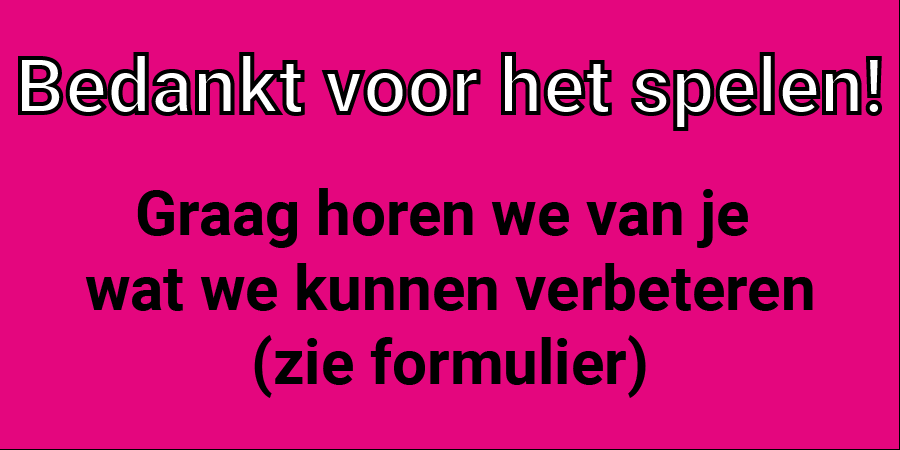 Bedankt voor het spelen!
Graag horen we van je
wat we kunnen verbeteren
(zie formulier)